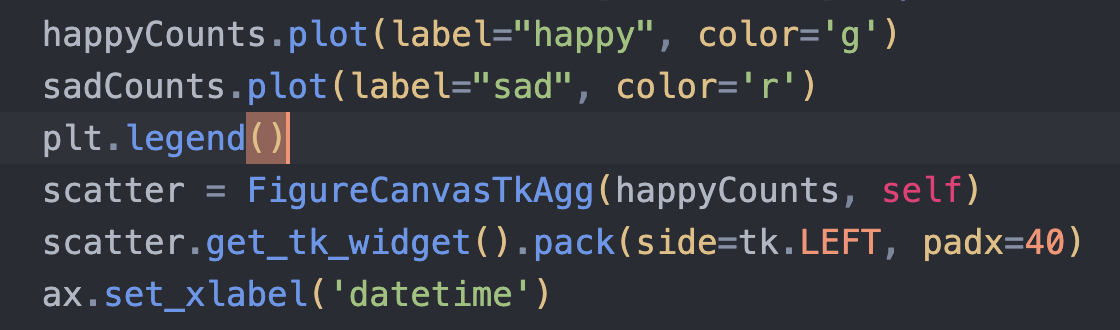 happyCounts.plot(label="happy", color='g')
sadCounts.plot(label="sad", color='r')
plt.legend()
scatter = FigureCanvasTkAgg(happyCounts, self)
scatter.get_tk_widget().pack(side=tk.LEFT, padx=40)
ax.set_xlabel('datetime')